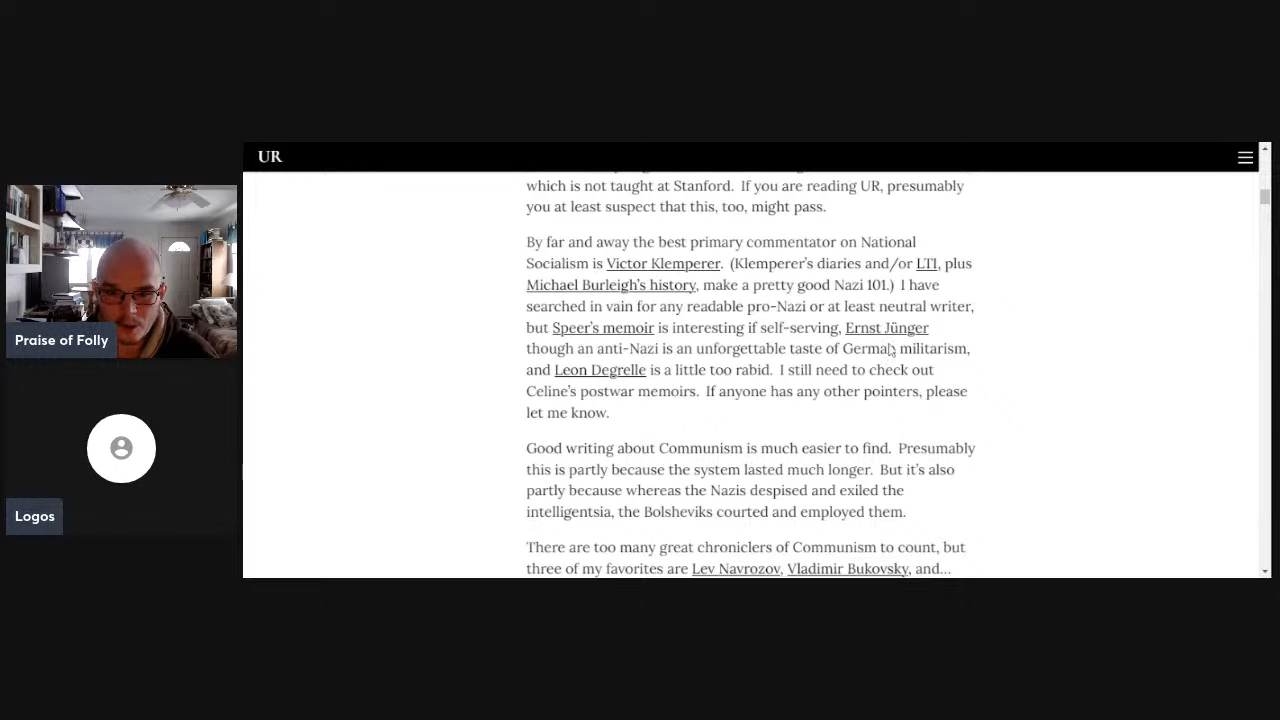 UR
which is not taught at Stanford. If you are reading UR, presumably
you at least suspect that this, too, might pass.
By far and away the best primary commentator on National
Socialism is Victor Klemperer. (Klemperer's diaries and/or LTI, plus
Michael Burleigh's history, make a pretty good Nazi 101.) I have
searched in vain for any readable pro-Nazi or at least neutral writer,
but Speer's memoir is interesting if self-serving, Ernst Jünger
though an anti-Nazi is an unforgettable taste of German militarism,
and Leon Degrelle is a little too rabid. I still need to check out
Celine's postwar memoirs. If anyone has any other pointers, please
let me know.
Good writing about Communism is much easier to find. Presumably
this is partly because the system lasted much longer. But it's also
partly because whereas the Nazis despised and exiled the
intelligentsia, the Bolsheviks courted and employed them.
There are too many great chroniclers of Communism to count, but
three of my favorites are Lev Navrozov, Vladimir Bukovsky, and...
Praise of Folly
Logos